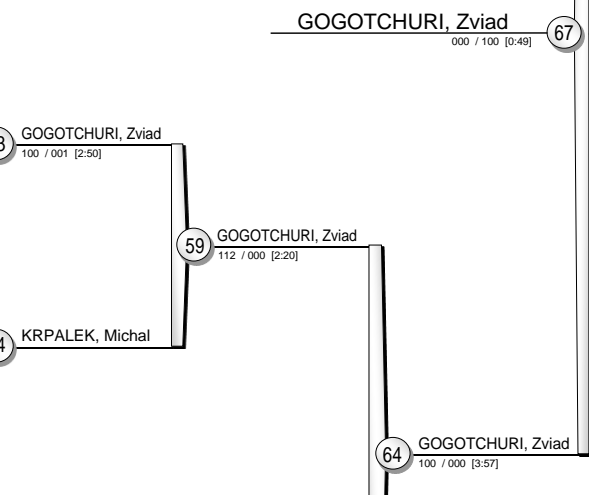 GOGOTCHURI, Zviad
67
000 / 100 [0:49]
GOGOTCHURI, Zviad
100 / 001 [2:50]
59
GOGOTCHURI, Zviad
112 / 000 [2:20]
KRPALEK, Michal
64
GOGOTCHURI, Zviad
100 / 000 [3:57]